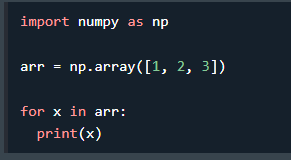 import numpy as np
arr = np.array([1, 2, 3])
for x in arr:
  print(x)